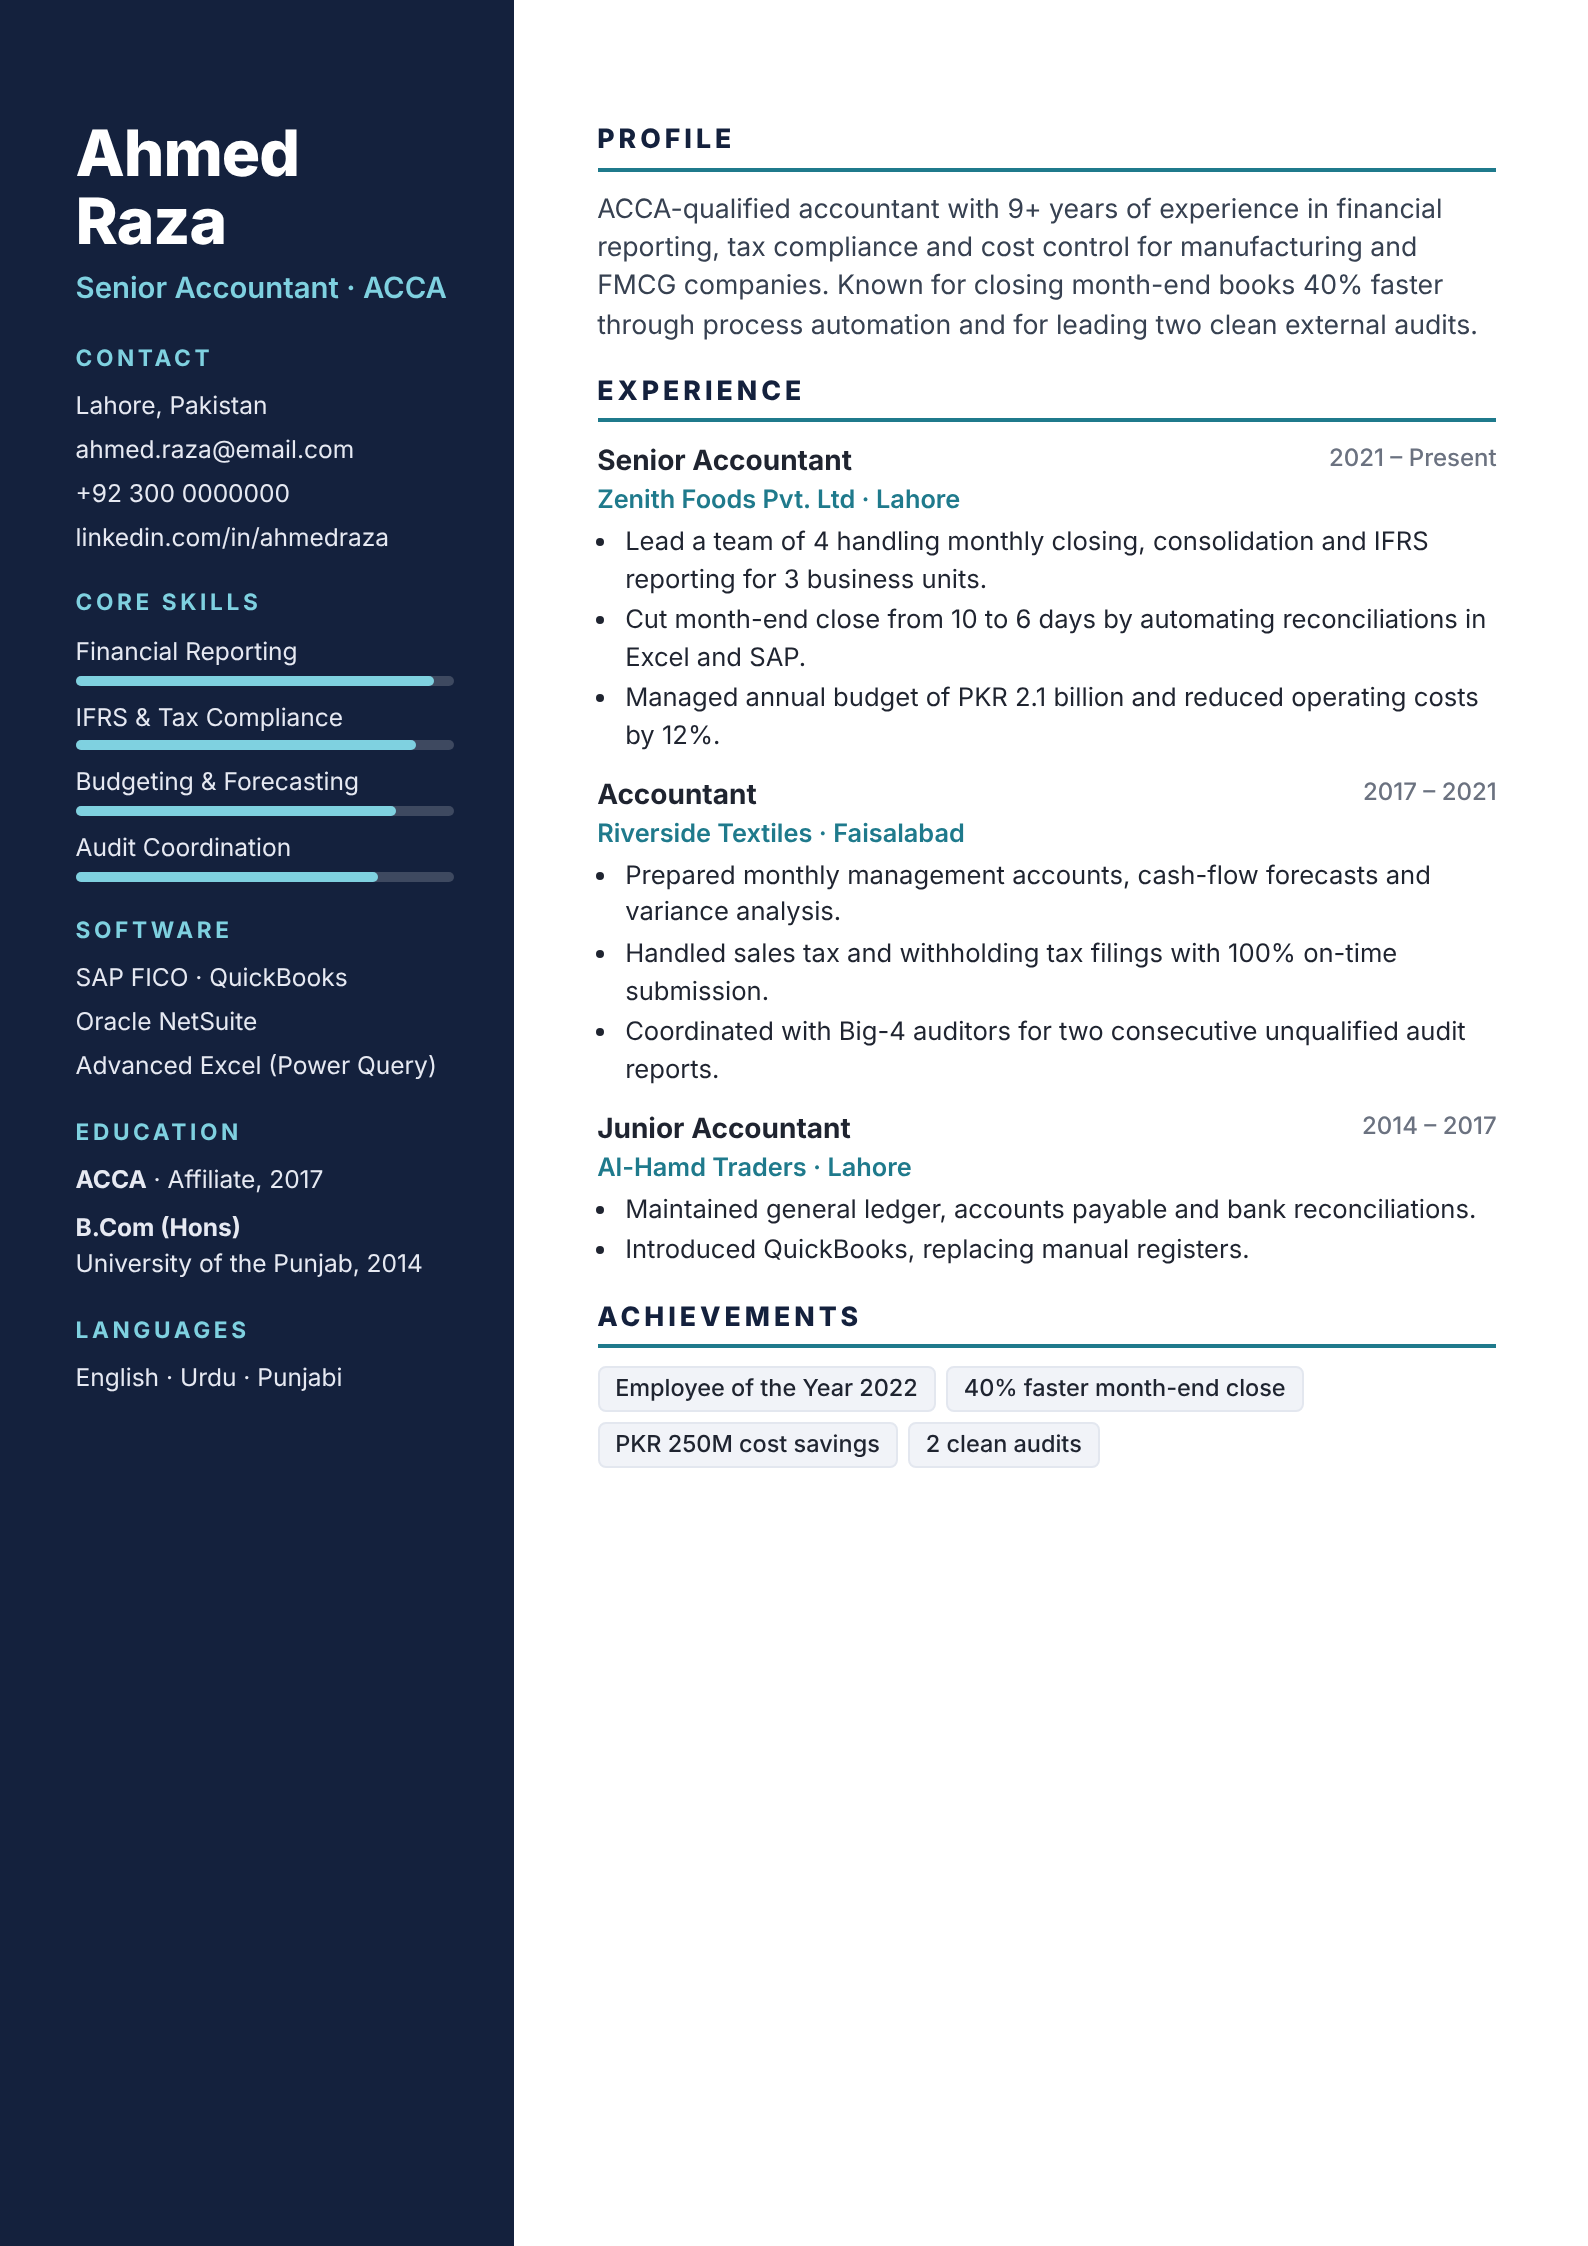 Ahmed
Raza
Senior Accountant · ACCA
CONTACT
Lahore, Pakistan
ahmed.raza@email.com
+92 300 0000000
linkedin.com/in/ahmedraza
CORE SKILLS
Financial Reporting
IFRS & Tax Compliance
Budgeting & Forecasting
Audit Coordination
SOFTWARE
SAP FICO · QuickBooks
Oracle NetSuite
Advanced Excel (Power Query)
EDUCATION
ACCA · Affiliate, 2017
B.Com (Hons)
University of the Punjab, 2014
LANGUAGES
English · Urdu · Punjabi
PROFILE
ACCA-qualified accountant with 9+ years of experience in financial
reporting, tax compliance and cost control for manufacturing and
FMCG companies. Known for closing month-end books 40% faster
through process automation and for leading two clean external audits.
EXPERIENCE
Senior Accountant 2021 – Present
Zenith Foods Pvt. Ltd · Lahore
• Lead a team of 4 handling monthly closing, consolidation and IFRS
reporting for 3 business units.
• Cut month-end close from 10 to 6 days by automating reconciliations in
Excel and SAP.
• Managed annual budget of PKR 2.1 billion and reduced operating costs
by 12%.
Accountant 2017 – 2021
Riverside Textiles · Faisalabad
• Prepared monthly management accounts, cash-flow forecasts and
variance analysis.
• Handled sales tax and withholding tax filings with 100% on-time
submission.
• Coordinated with Big-4 auditors for two consecutive unqualified audit
reports.
Junior Accountant 2014 – 2017
Al-Hamd Traders · Lahore
• Maintained general ledger, accounts payable and bank reconciliations.
• Introduced QuickBooks, replacing manual registers.
ACHIEVEMENTS
Employee of the Year 2022 40% faster month-end close
PKR 250M cost savings 2 clean audits